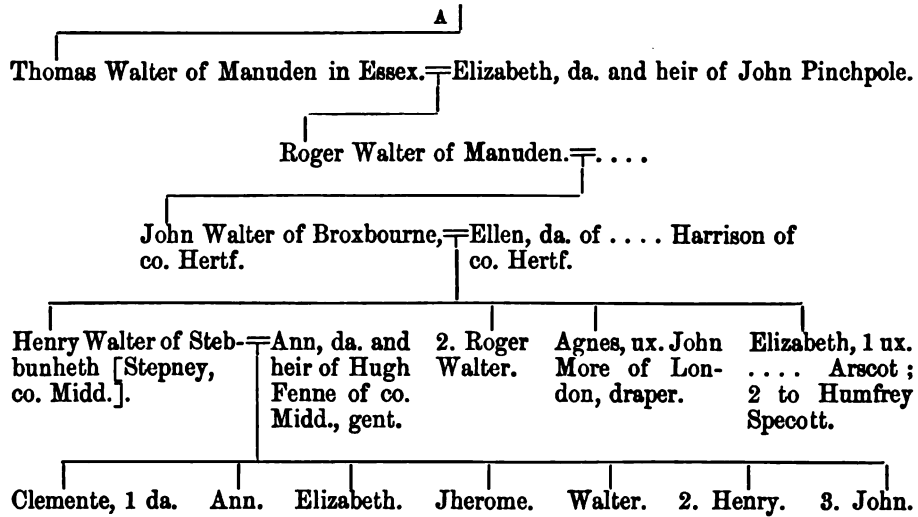 A
Thomas Walter of Manuden in Essex.=Elizabeth, da. and heir of John Pinchpole.
Roger Walter of Manuden.=. . . .
John Walter of Broxbourne,=Ellen, da. of . . . . Harrison of
co. Hertf.
co. Hertf.
Henry Walter of Steb-
bunheth [Stepney,
co. Midd.].
=Ann, da. and
heir of Hugh
Fenne of co.
Midd., gent.
2. Roger
Walter.
Agnes, ux. John
More of Lon-
don, draper.
Elizabeth, 1 ux.
. . . . Arscot ;
2 to Humfrey
Specott.
Clemente, 1 da. Ann. Elizabeth. Jherome. Walter. 2. Henry. 3. John.